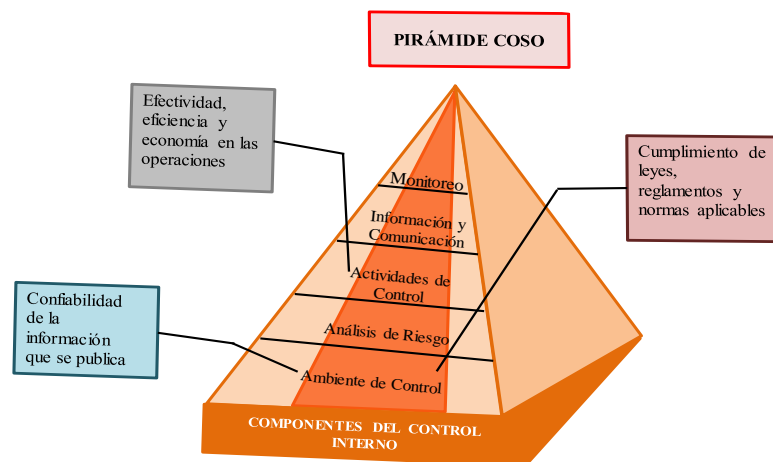 PIRÁMIDE COSO
Efectividad,
eficiencia y
economía en las
operaciones
Cumplimiento de
leyes,
reglamentos y
normas aplicables
Monitoreo
Información y
Comunicación
Actividades de
Control
Confiabilidad
de la
información
que se publica
Análisis de Riesgo
Ambiente de Control
COMPONENTES DEL CONTROL
INTERNO